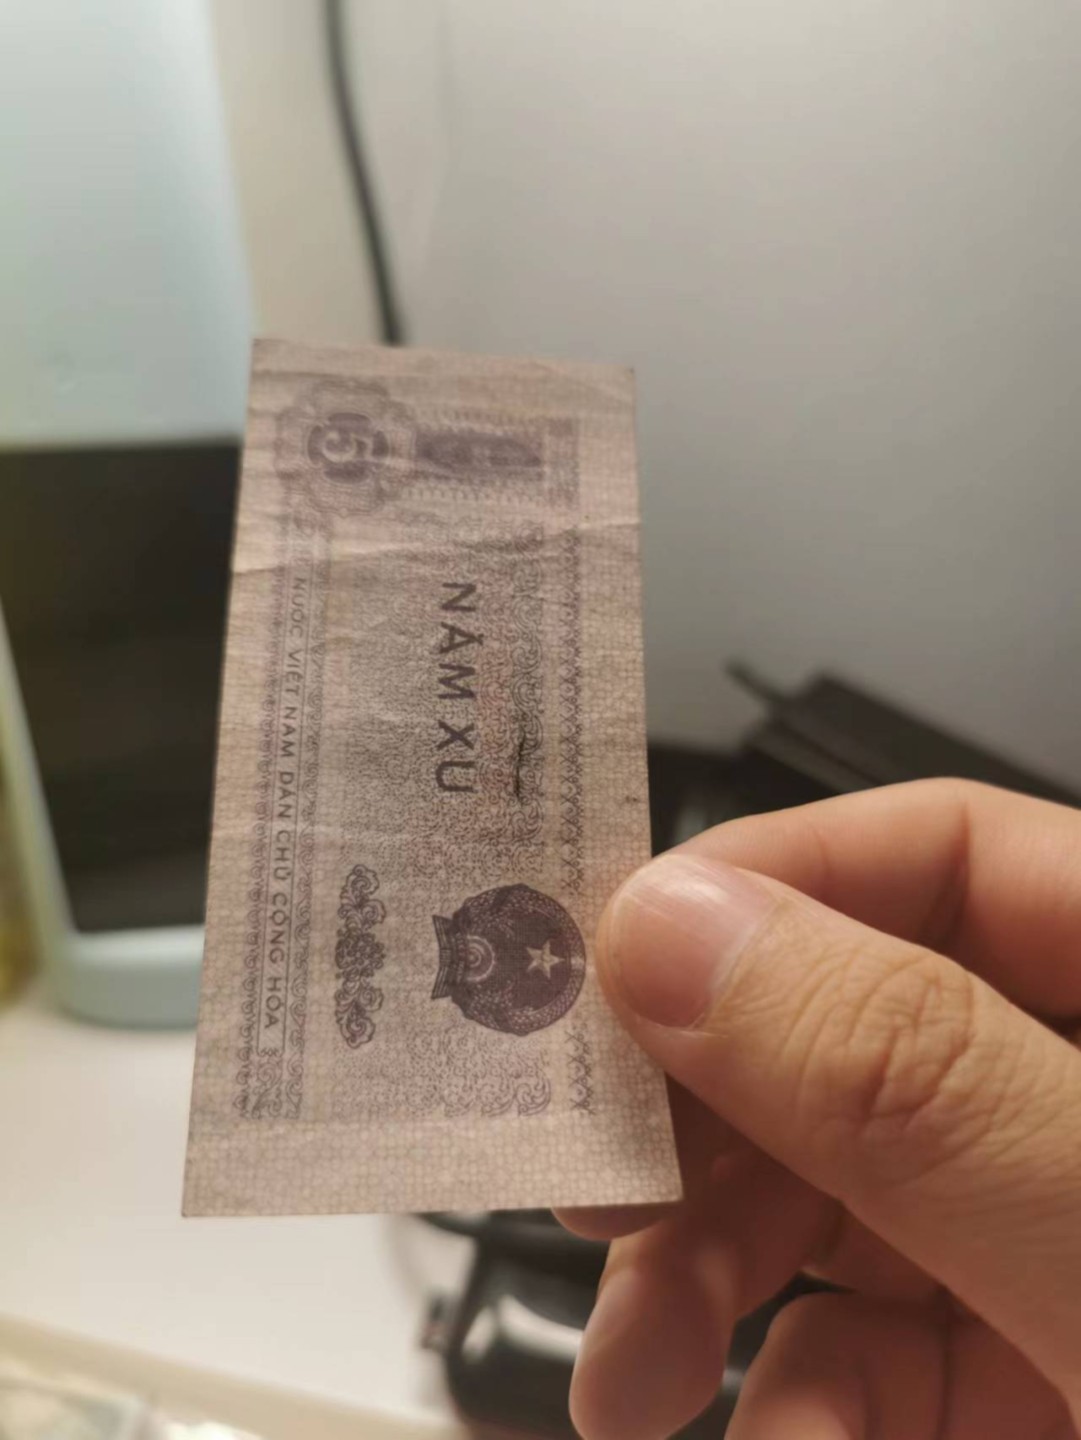 NƯỚC VIỆT NAM DÂN CHỦ CỘNG HÒA
5
NĂM XU